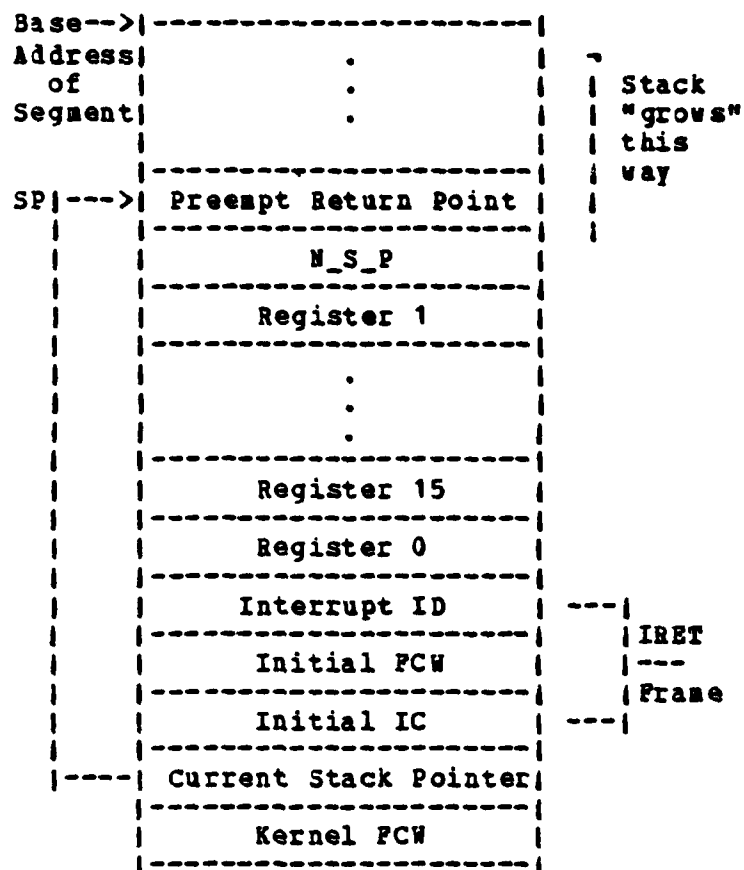 Base-->
Address
of
Segment
Stack
"grows"
this
way
SP --->
Preempt Return Point
N_S_P
Register 1
Register 15
Register 0
Interrupt ID
Initial FCW
Initial IC
IRET
Frame
Current Stack Pointer
Kernel FCW